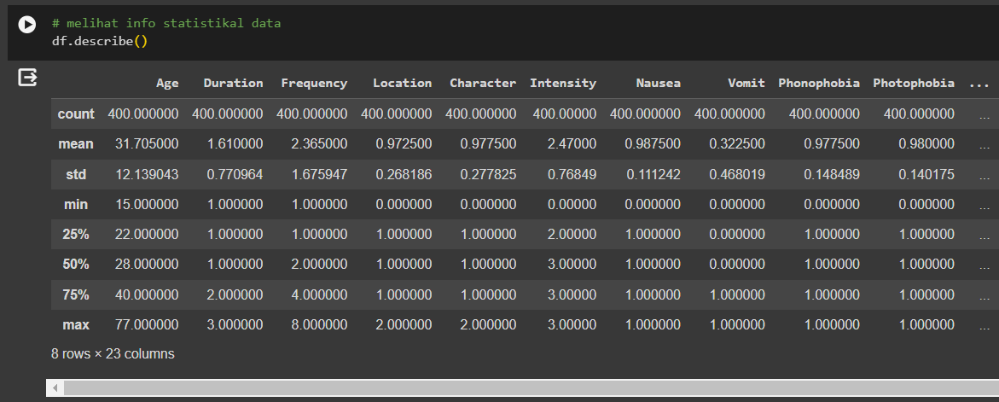 # melihat info statistikal data
df.describe()
Age Duration Frequency Location Character Intensity Nausea Vomit Phonophobia Photophobia ...
count 400.000000 400.000000 400.000000 400.000000 400.000000 400.00000 400.000000 400.000000 400.000000 400.000000 ...
mean 31.705000 1.610000 2.365000 0.972500 0.977500 2.47000 0.987500 0.322500 0.977500 0.980000 ...
std 12.139043 0.770964 1.675947 0.268186 0.277825 0.76849 0.111242 0.468019 0.148489 0.140175 ...
min 15.000000 1.000000 1.000000 0.000000 0.000000 0.00000 0.000000 0.000000 0.000000 0.000000 ...
25% 22.000000 1.000000 1.000000 1.000000 1.000000 2.00000 1.000000 0.000000 1.000000 1.000000 ...
50% 28.000000 1.000000 2.000000 1.000000 1.000000 3.00000 1.000000 0.000000 1.000000 1.000000 ...
75% 40.000000 2.000000 4.000000 1.000000 1.000000 3.00000 1.000000 1.000000 1.000000 1.000000 ...
max 77.000000 3.000000 8.000000 2.000000 2.000000 3.00000 1.000000 1.000000 1.000000 1.000000 ...
8 rows × 23 columns